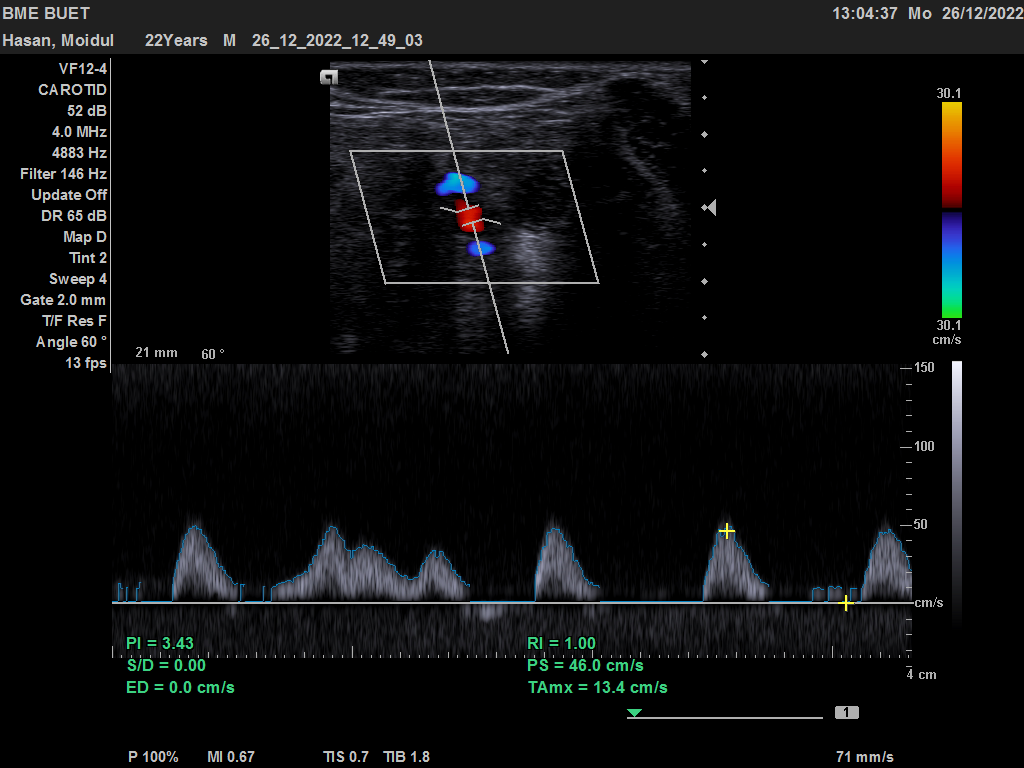 BME BUET
13:04:37 Mo 26/12/2022
Hasan, Moidul 22Years M 26_12_2022_12_49_03
VF12-4
CAROTID
52 dB
4.0 MHz
4883 Hz
Filter 146 Hz
Update Off
DR 65 dB
Map D
Tint 2
Sweep 4
Gate 2.0 mm
T/F Res F
Angle 60 °
13 fps
21 mm 60 °
30.1
30.1
cm/s
150
100
50
cm/s
4 cm
PI = 3.43
S/D = 0.00
ED = 0.0 cm/s
RI = 1.00
PS = 46.0 cm/s
TAmx = 13.4 cm/s
1
P 100% MI 0.67 TIS 0.7 TIB 1.8 71 mm/s